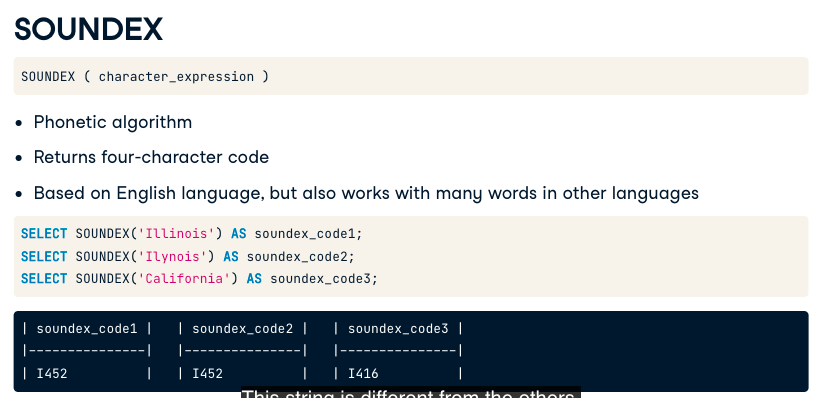 SOUNDEX
SOUNDEX ( character_expression )
• Phonetic algorithm
• Returns four-character code
• Based on English language, but also works with many words in other languages
SELECT SOUNDEX('Illinois') AS soundex_code1;
SELECT SOUNDEX('Ilynois') AS soundex_code2;
SELECT SOUNDEX('California') AS soundex_code3;
| soundex_code1 |   | soundex_code2 |   | soundex_code3 |
|---------------|   |---------------|   |---------------|
| I452          |   | I452          |   | I416          |
This string is different from the others.